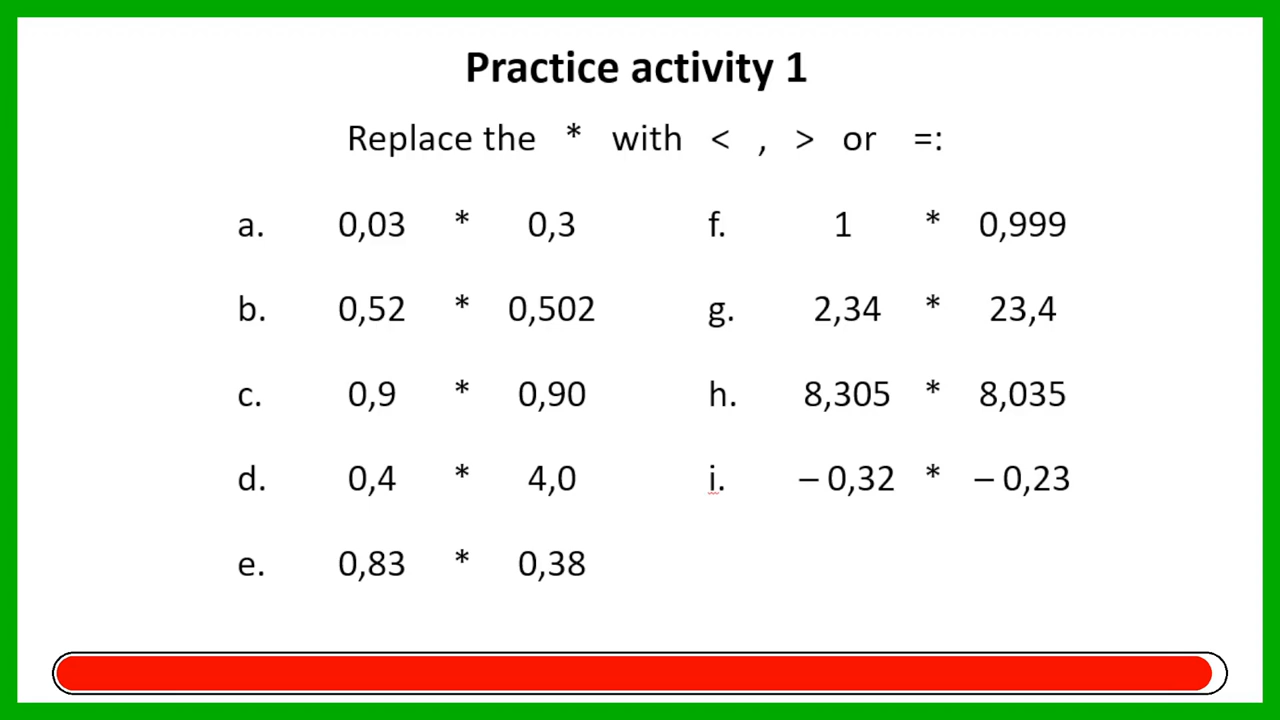 Practice activity 1
Replace the * with < , > or =:
a. 0,03 * 0,3 f. 1 * 0,999
b. 0,52 * 0,502 g. 2,34 * 23,4
c. 0,9 * 0,90 h. 8,305 * 8,035
d. 0,4 * 4,0 i. – 0,32 * – 0,23
e. 0,83 * 0,38